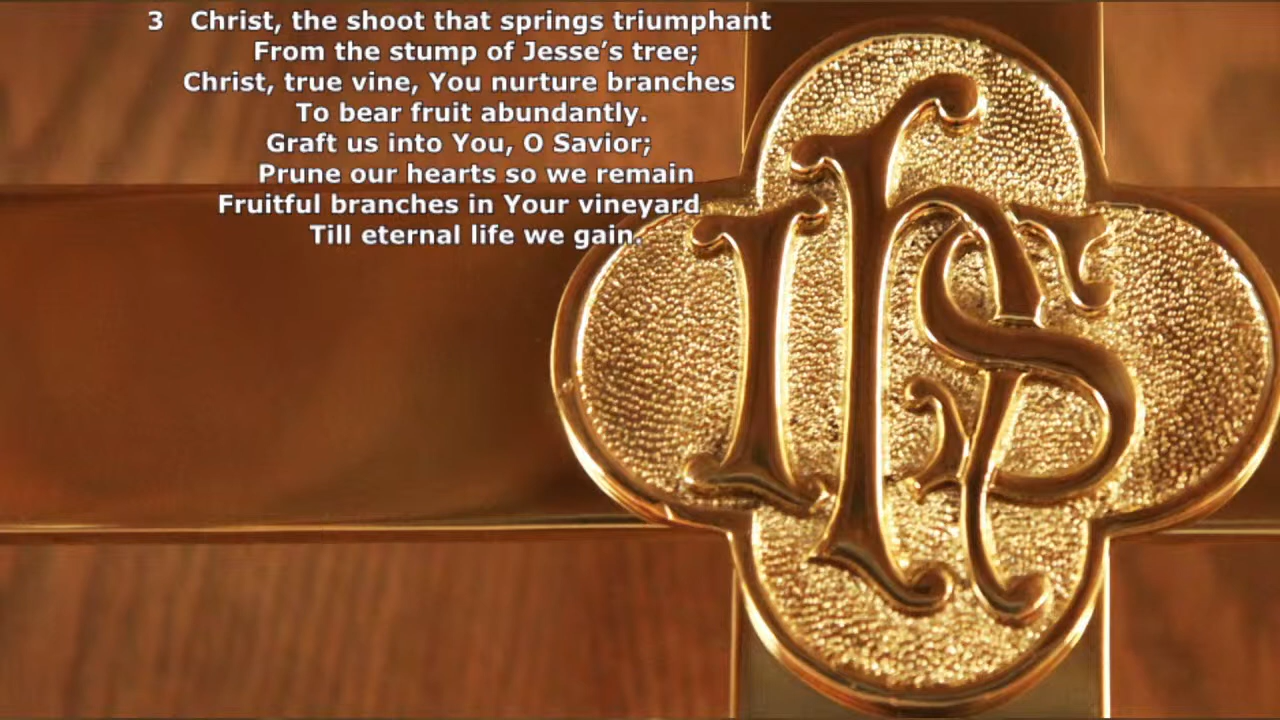 3 Christ, the shoot that springs triumphant
From the stump of Jesse’s tree;
Christ, true vine, You nurture branches
To bear fruit abundantly.
Graft us into You, O Savior;
Prune our hearts so we remain
Fruitful branches in Your vineyard
Till eternal life we gain.
IHS